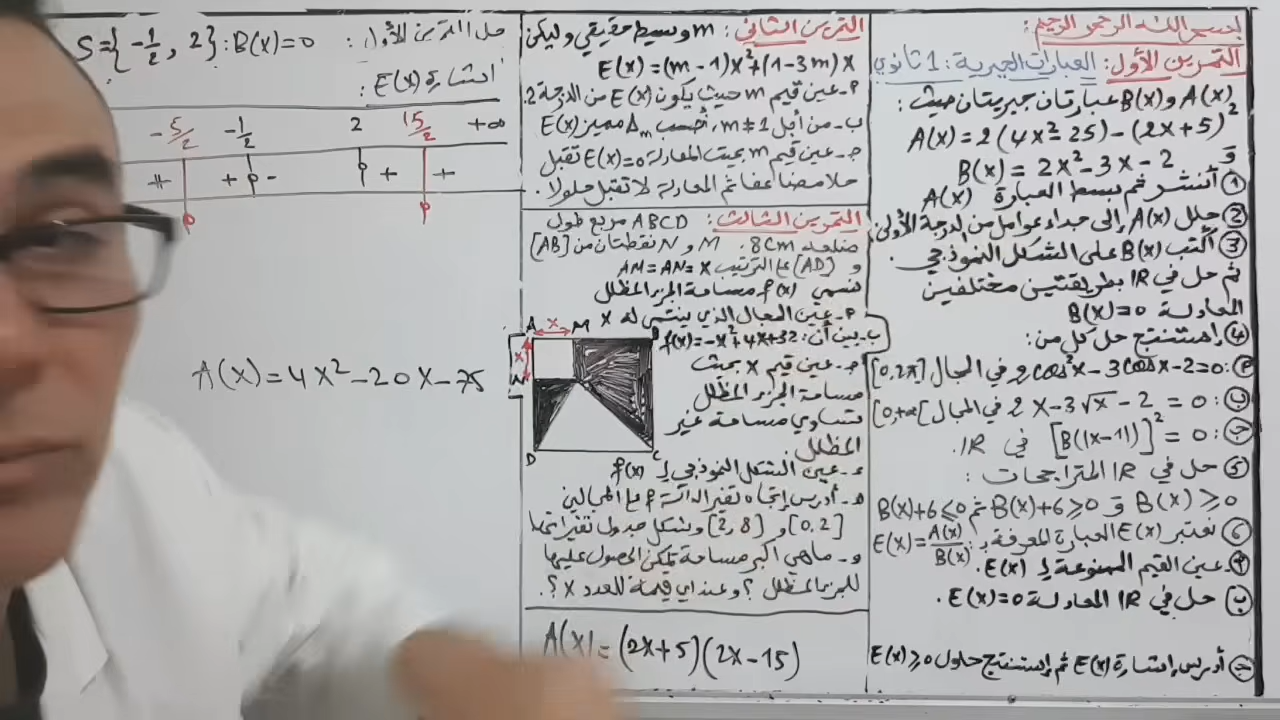 بسم الله الرحمن الرحيم:
التمرين الأول: العبارات الجبرية: 1 ثانوي
A(x) و B(x) عبارتان جبريتان حيث:
A(x) = 2(4x² - 25) - (2x + 5)²
و
B(x) = 2x² - 3x - 2
① أنشر ثم بسط العبارة A(x)
② حلل A(x) إلى جداء عوامل من الدرجة الأولى
③ أكتب B(x) على الشكل النموذجي.
ثم حل في IR بطريقتين مختلفتين
المعادلة B(x)=0
④ إستنتج حل كل من:
P: 2cos²x - 3cosx - 2 = 0 في المجال [0,2π]
ب: 2x - 3√x - 2 = 0 في المجال [0,+∞[
ج: [B(|x-1|)]² = 0 في IR.
⑤ حل في IR المتراجحات:
B(x) ≥ 0 و B(x)+6 ≥ 0 ثم B(x)+6 ≤ 0
⑥ نعتبر E(x) العبارة المعرفة بـ: E(x) = A(x)/B(x)
P. عين القيم الممنوعة لـ E(x).
ب) حل في IR المعادلة E(x)=0.
ج- أدرس إشارة E(x) ثم إستنتج حلول E(x) ≥ 0
التمرين الثاني: m وسيط حقيقي وليكن
E(x) = (m-1)x² + (1-3m)x
P- عين قيم m حيث يكون E(x) من الدرجة 2.
ب- من أجل m ≠ 1، أحسب Δm مميز E(x)
ج- عين قيم m بحيث المعادلة E(x)=0 تقبل
حلا مضاعفا ثم المعادلة لا تقبل حلولا.
التمرين الثالث: ABCD مربع طول
ضلعه 8cm. M و N نقطتان من [AB]
و [AD] على الترتيب AM = AN = x
نسمي f(x) مساحة الجزء المظلل
P- عين المجال الذي ينتمي له x
ب- بين أن: f(x) = -x² + 4x + 32
ج- عين قيم x بحيث
مساحة الجزء المظلل
تساوي مساحة غير
المظلل
A x M B
x
N
D C
د- عين الشكل النموذجي لـ f(x)
هـ- أدرس إتجاه تغير الدالة f على المجالين
[0,2] و [2,8] وشكل جدول تغيراتها
و- ماهي أكبر مساحة يمكن الحصول عليها
للجزء المظلل؟ وعند أي قيمة للعدد x؟.
A(x) = (2x+5)(2x-15)
حل التمرين الأول: B(x)=0 : S={-1/2, 2}
إشارة E(x):
-5/2 -1/2 2 15/2 +∞
+ + - + +
A(x) = 4x² - 20x - 75